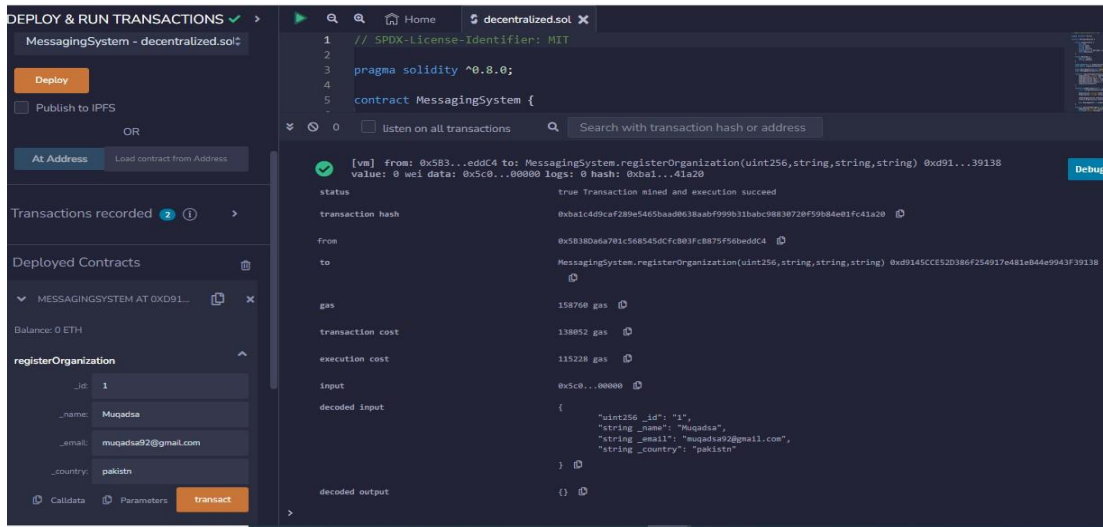 DEPLOY & RUN TRANSACTIONS
MessagingSystem - decentralized.sol
Deploy
Publish to IPFS
OR
At Address
Load contract from Address
Transactions recorded 2
Deployed Contracts
MESSAGINGSYSTEM AT 0XD91...
Balance: 0 ETH
registerOrganization
_id: 1
_name: Muqadsa
_email: muqadsa92@gmail.com
_country: pakistn
Calldata Parameters transact
Home decentralized.sol
1 // SPDX-License-Identifier: MIT
2
3 pragma solidity ^0.8.0;
4
5 contract MessagingSystem {
0 listen on all transactions Search with transaction hash or address
[vm] from: 0x5B3...eddC4 to: MessagingSystem.registerOrganization(uint256,string,string,string) 0xd91...39138
value: 0 wei data: 0x5c0...00000 logs: 0 hash: 0xba1...41a20
Debug
status true Transaction mined and execution succeed
transaction hash 0xba1c4d9caf289e5465baad0638aabf999b31babc98830720f59b84e01fc41a20
from 0x5B38Da6a701c568545dCfcB03FcB875f56beddC4
to MessagingSystem.registerOrganization(uint256,string,string,string) 0xd9145CCE52D386f254917e481eB44e9943F39138
gas 158760 gas
transaction cost 138052 gas
execution cost 115228 gas
input 0x5c0...00000
decoded input {
"uint256 _id": "1",
"string _name": "Muqadsa",
"string _email": "muqadsa92@gmail.com",
"string _country": "pakistn"
}
decoded output {}
>